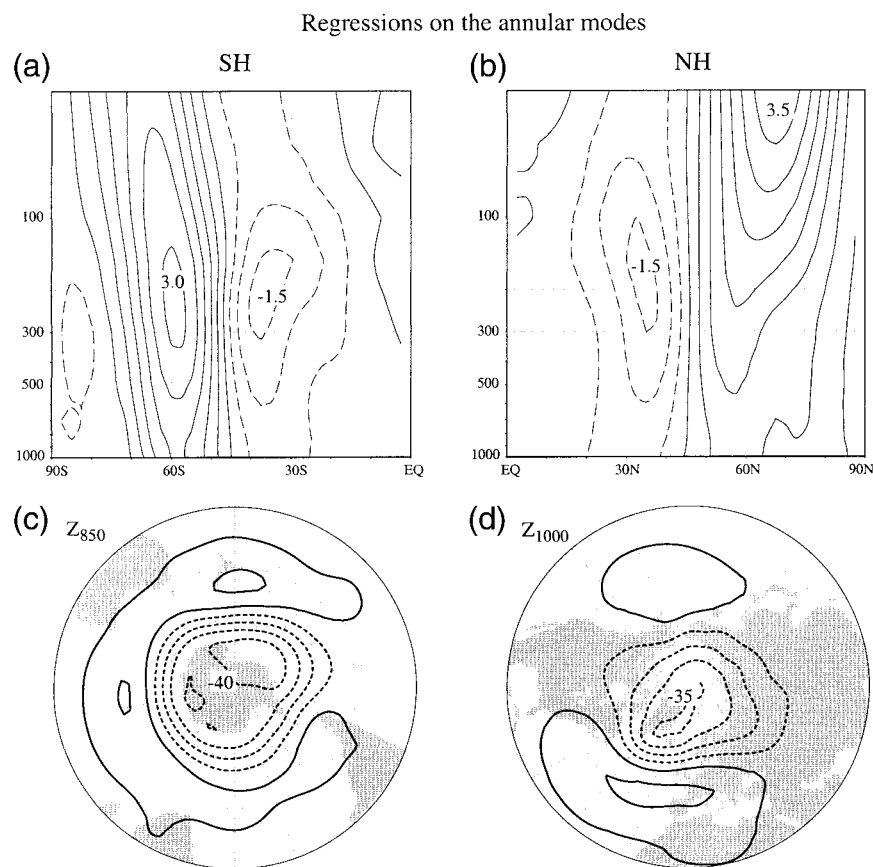 Regressions on the annular modes
(a) SH (b) NH
3.0 -1.5 -1.5 3.5
100 100
300 300
500 500
1000 1000
90S 60S 30S EQ EQ 30N 60N 90N
(c) Z850 (d) Z1000
-40 -35